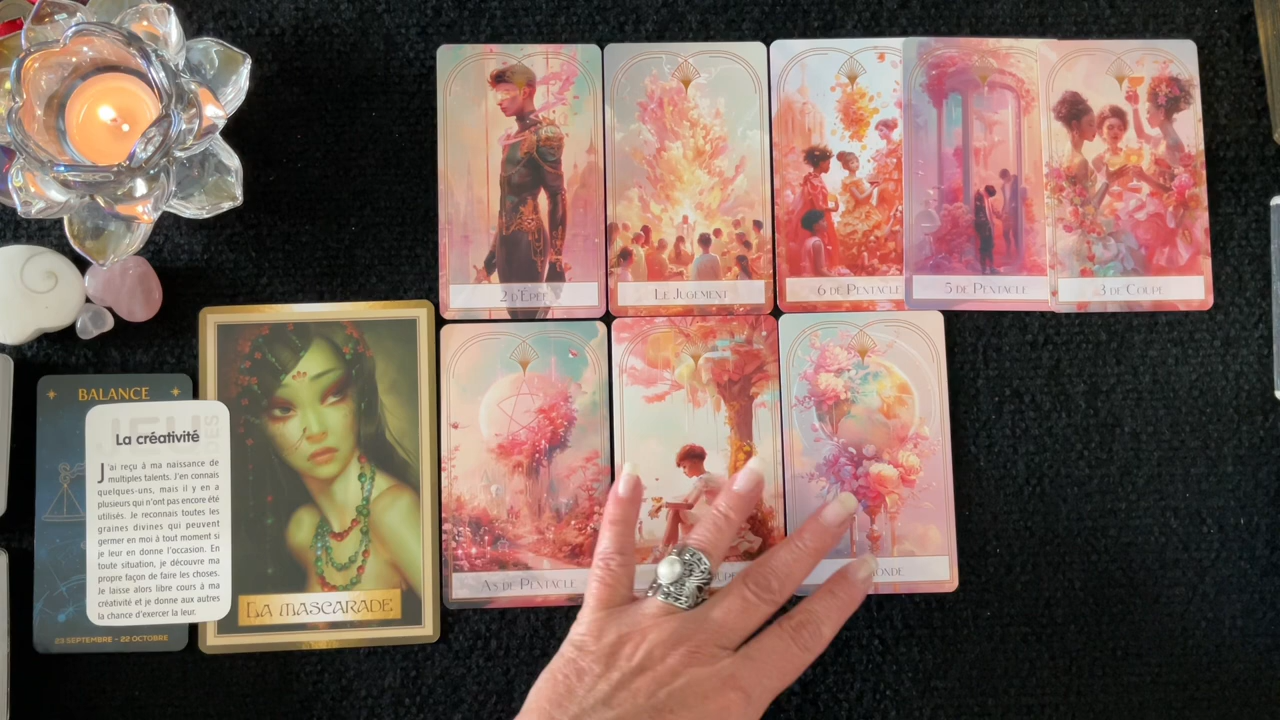 2 D'ÉPÉE
LE JUGEMENT
6 DE PENTACLE
5 DE PENTACLE
3 DE COUPE
BALANCE
La créativité
J'ai reçu à ma naissance de
multiples talents. J'en connais
quelques-uns, mais il y en a
plusieurs qui n'ont pas encore été
utilisés. Je reconnais toutes les
graines divines qui peuvent
germer en moi à tout moment si
je leur en donne l'occasion. En
toute situation, je découvre ma
propre façon de faire les choses.
Je laisse alors libre cours à ma
créativité et je donne aux autres
la chance d'exercer la leur.
23 SEPTEMBRE - 22 OCTOBRE
LA MASCARADE
AS DE PENTACLE